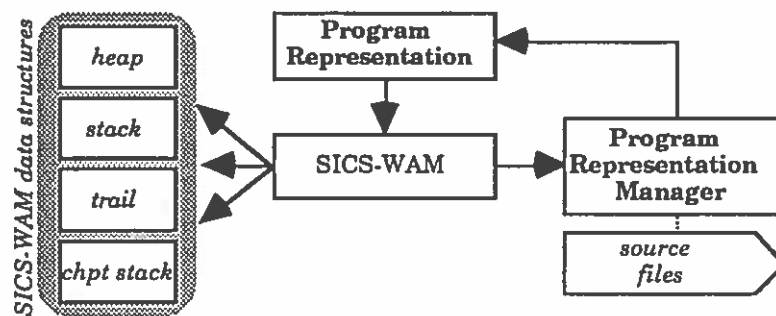 SICS-WAM data structures
heap
stack
trail
chpt stack
Program
Representation
SICS-WAM
Program
Representation
Manager
source
files